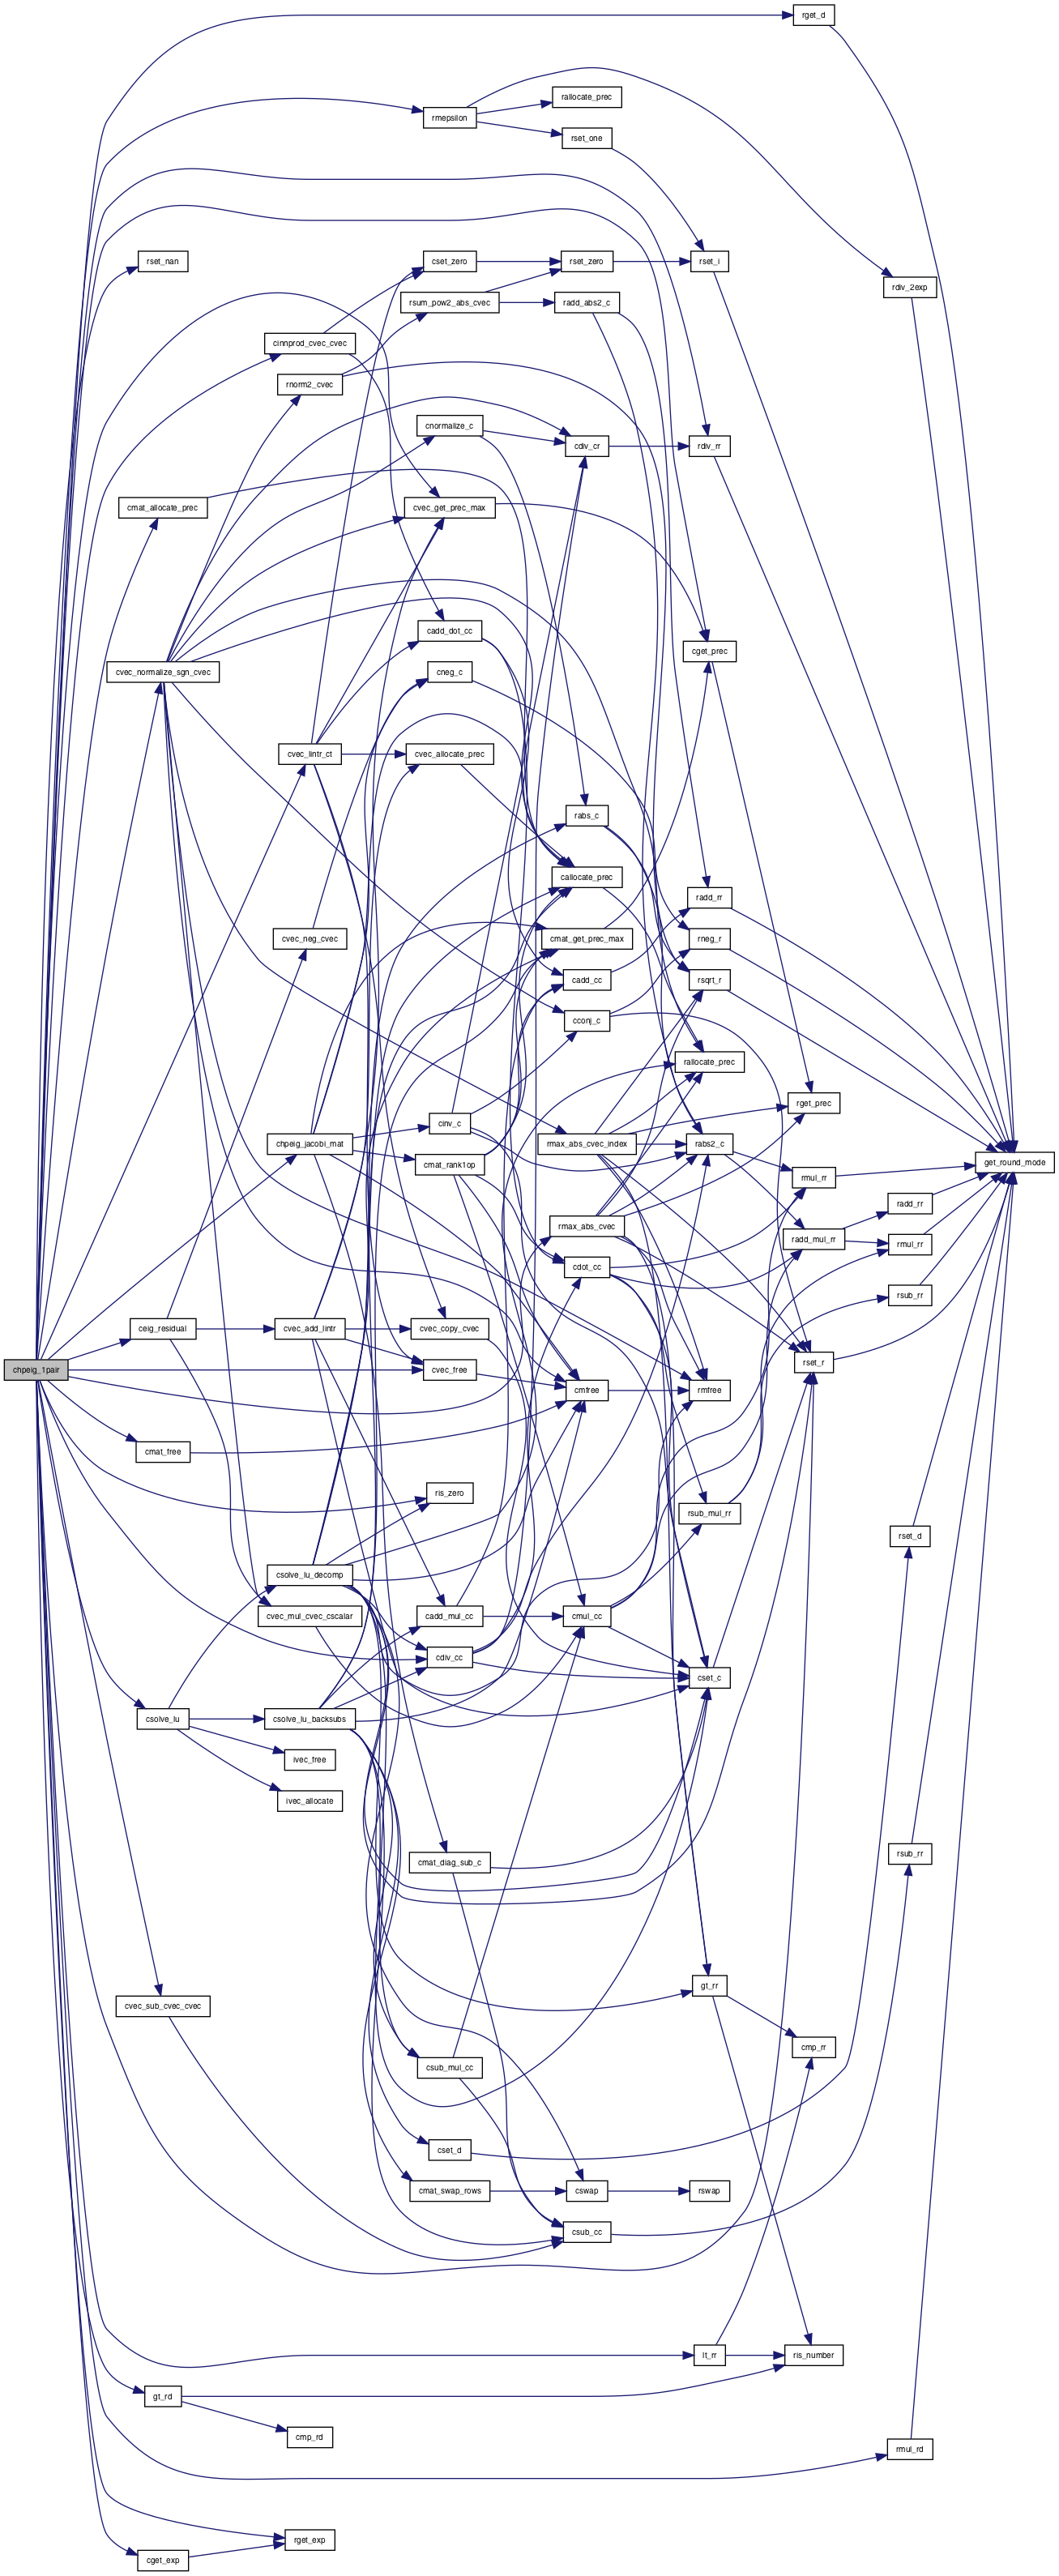 rget_d
rallocate_prec
rmepsilon
rset_one
rset_nan
cset_zero
rset_zero
rset_i
rdiv_2exp
rsum_pow2_abs_cvec
radd_abs2_c
cinnprod_cvec_cvec
rnorm2_cvec
cnormalize_c
cdiv_cr
rdiv_rr
cmat_allocate_prec
cvec_get_prec_max
cadd_dot_cc
cget_prec
cvec_normalize_sgn_cvec
cneg_c
cvec_lintr_ct
cvec_allocate_prec
rabs_c
callocate_prec
radd_rr
cvec_neg_cvec
cmat_get_prec_max
rneg_r
cadd_cc
rsqrt_r
cconj_c
rallocate_prec
rget_prec
cinv_c
chpeig_jacobi_mat
rmax_abs_cvec_index
rabs2_c
cmat_rank1op
get_round_mode
rmul_rr
radd_rr
rmax_abs_cvec
radd_mul_rr
rmul_rr
cdot_cc
rsub_rr
ceig_residual
cvec_add_lintr
cvec_copy_cvec
rset_r
chpeig_1pair
cvec_free
cmfree
rmfree
cmat_free
ris_zero
rsub_mul_rr
rset_d
csolve_lu_decomp
cvec_mul_cvec_cscalar
cadd_mul_cc
cmul_cc
cdiv_cc
cset_c
csolve_lu
csolve_lu_backsubs
ivec_free
ivec_allocate
rsub_rr
cmat_diag_sub_c
gt_rr
cvec_sub_cvec_cvec
cmp_rr
csub_mul_cc
cset_d
cmat_swap_rows
cswap
rswap
csub_cc
lt_rr
ris_number
gt_rd
cmp_rd
rmul_rd
rget_exp
cget_exp